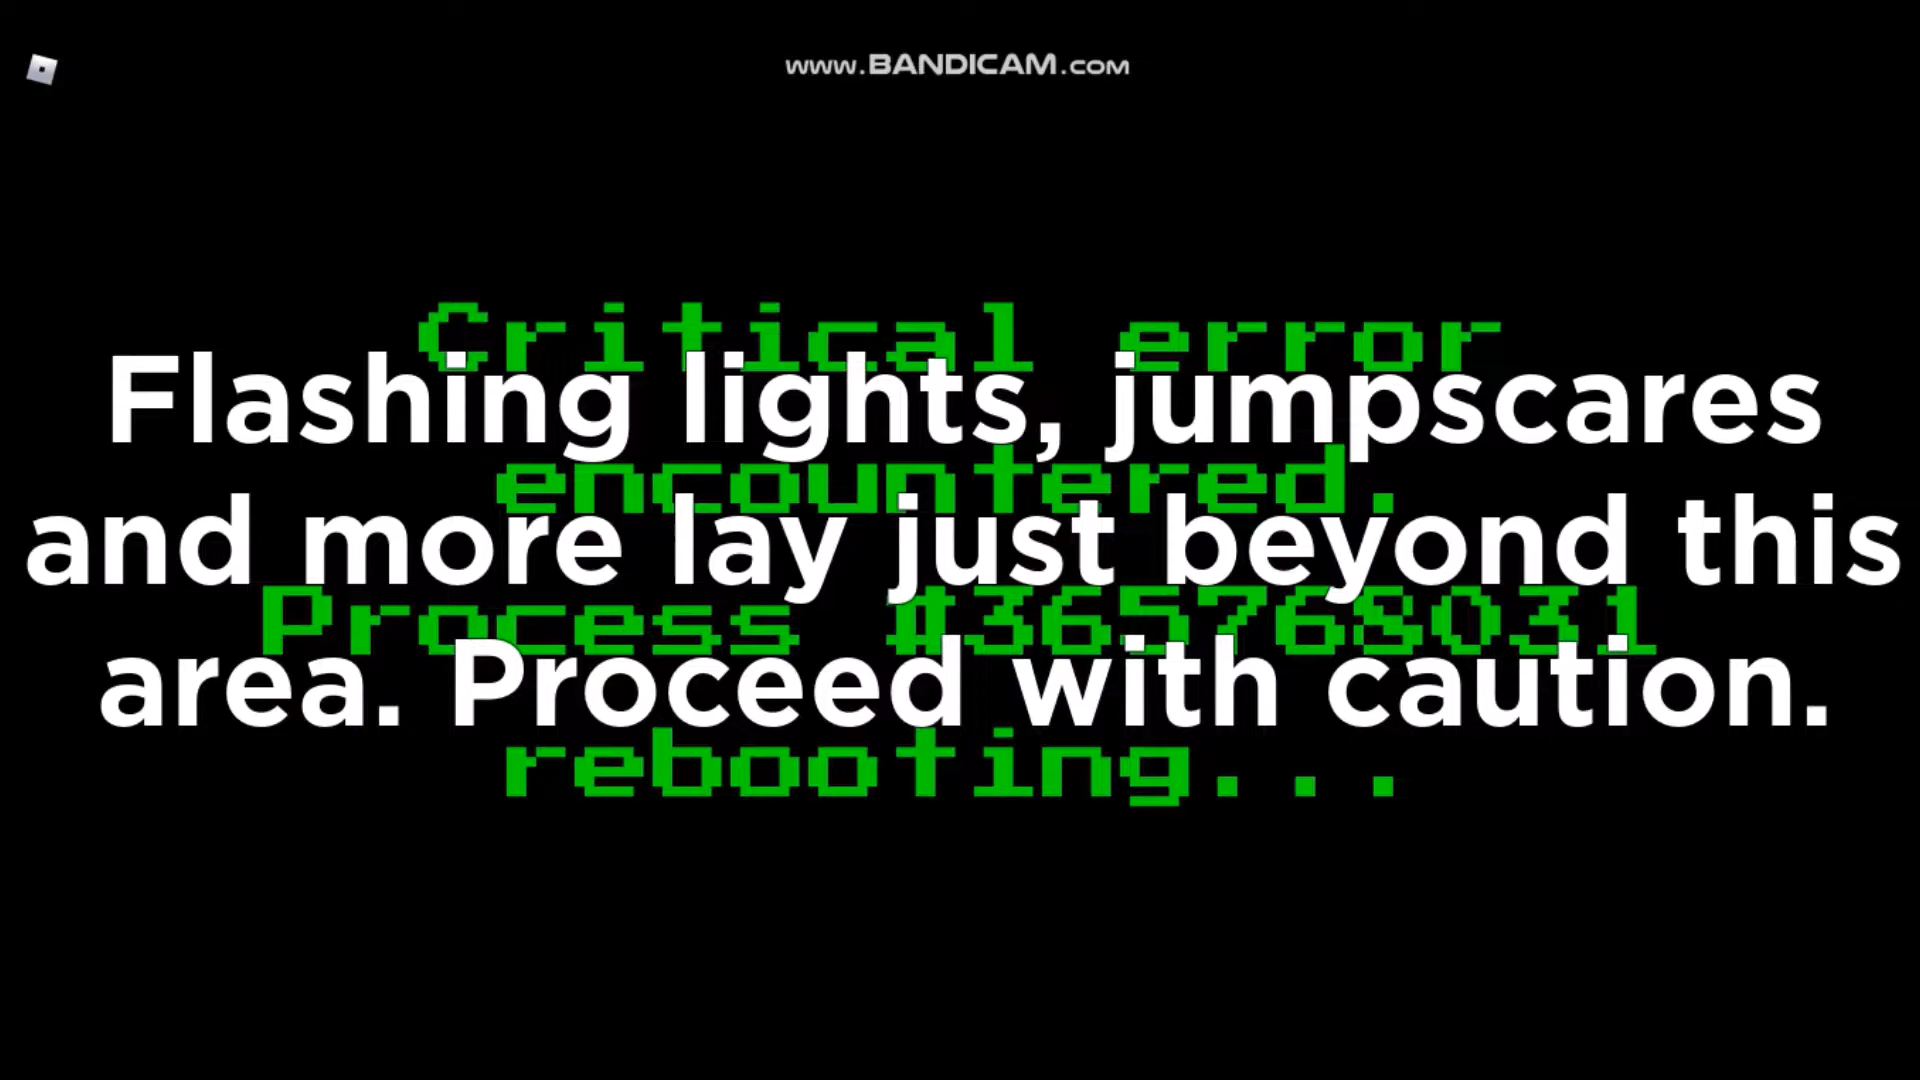 www.BANDICAM.com
Critical error
Flashing lights, jumpscares
encountered.
and more lay just beyond this
Process #365768031
area. Proceed with caution.
rebooting...